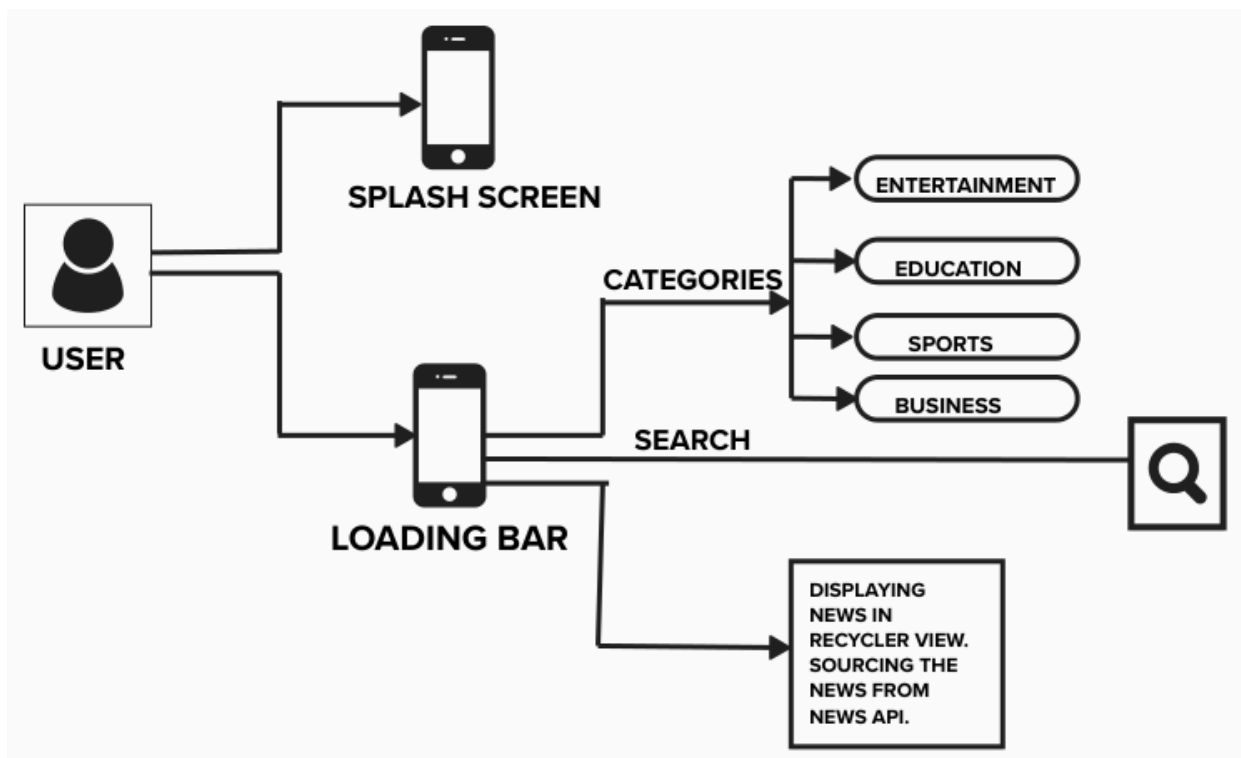 SPLASH SCREEN
USER
CATEGORIES
ENTERTAINMENT
EDUCATION
SPORTS
BUSINESS
SEARCH
LOADING BAR
DISPLAYING
NEWS IN
RECYCLER VIEW.
SOURCING THE
NEWS FROM
NEWS API.